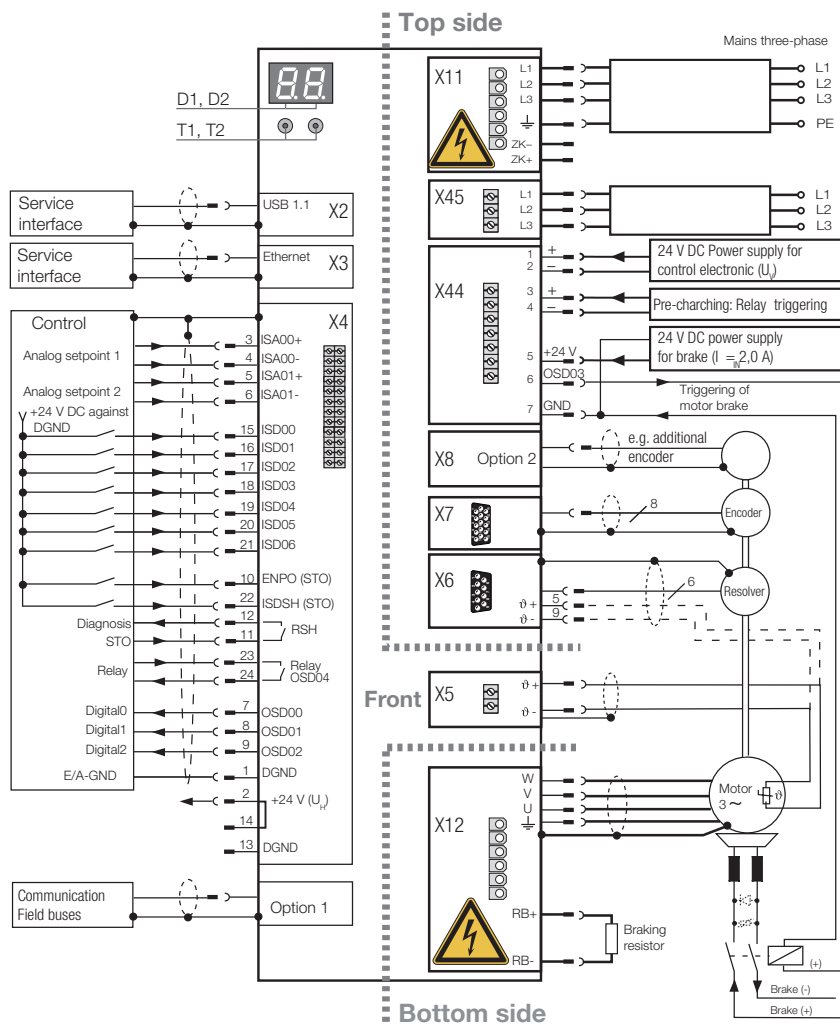 Top side
Mains three-phase
X11
L1
L2
L3
ZK–
ZK+
L1
L2
L3
PE
D1, D2
T1, T2
Service
interface
USB 1.1
X2
X45
L1
L2
L3
L1
L2
L3
Service
interface
Ethernet
X3
X44
1 +
2 –
24 V DC Power supply for
control electronic (UV)
3 +
4 –
Pre-charching: Relay triggering
5 +24 V
6 OSD03
7 GND
24 V DC power supply
for brake (I =IN2,0 A)
Triggering of
motor brake
Control
X4
Analog setpoint 1
3 ISA00+
4 ISA00-
Analog setpoint 2
5 ISA01+
6 ISA01-
+24 V DC against
DGND
15 ISD00
16 ISD01
17 ISD02
18 ISD03
19 ISD04
20 ISD05
21 ISD06
10 ENPO (STO)
22 ISDSH (STO)
Diagnosis
12
STO
11
RSH
Relay
23
24
Relay
OSD04
Digital0
7 OSD00
Digital1
8 OSD01
Digital2
9 OSD02
E/A-GND
1 DGND
2 +24 V (UH)
14
13 DGND
X8 Option 2
e.g. additional
encoder
X7
8
Encoder
X6
6
Resolver
ϑ + 5
ϑ - 9
Front
X5
ϑ +
ϑ -
X12
W
V
U
Motor
3 ~
ϑ
RB+
RB-
Braking
resistor
Communication
Field buses
Option 1
(+)
Brake (-)
Brake (+)
Bottom side